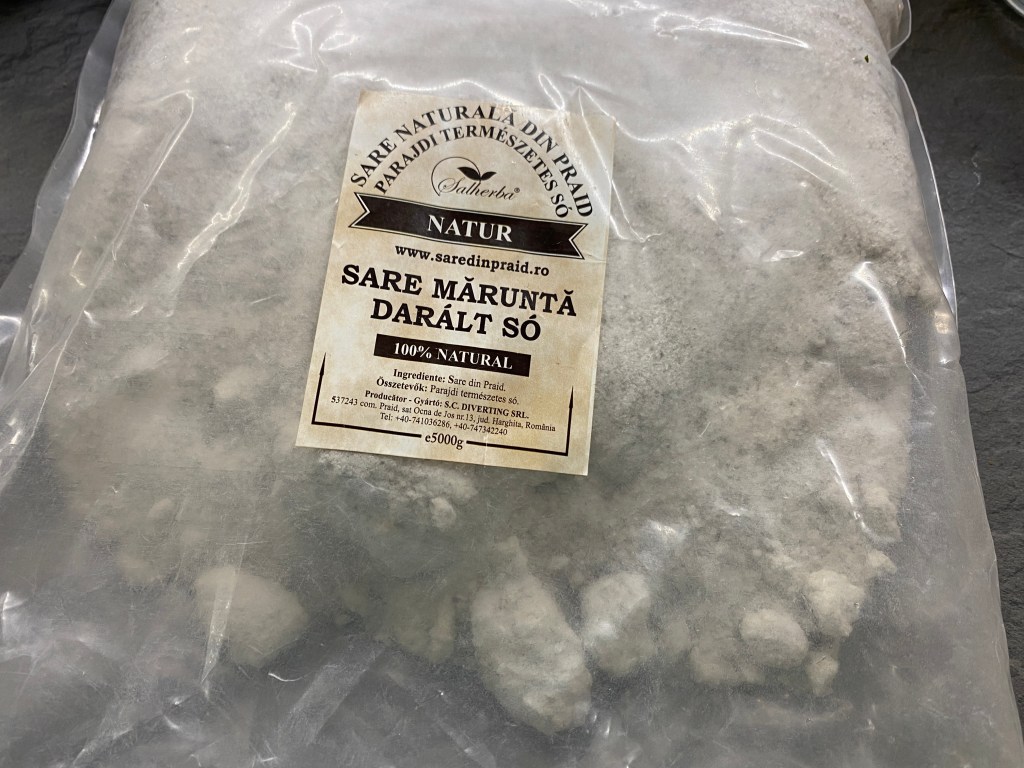 SARE NATURALĂ DIN PRAID
PARAJDI TERMÉSZETES SÓ
Salherba®
NATUR
www.saredinpraid.ro
SARE MĂRUNTĂ
DARÁLT SÓ
100% NATURAL
Ingrediente: Sare din Praid.
Összetevők: Parajdi természetes só.
Producător - Gyártó: S.C. DIVERTING SRL.
537243 com. Praid, sat Ocna de Jos nr.13, jud. Harghita, România
Tel: +40-741036286, +40-747342240
e5000g